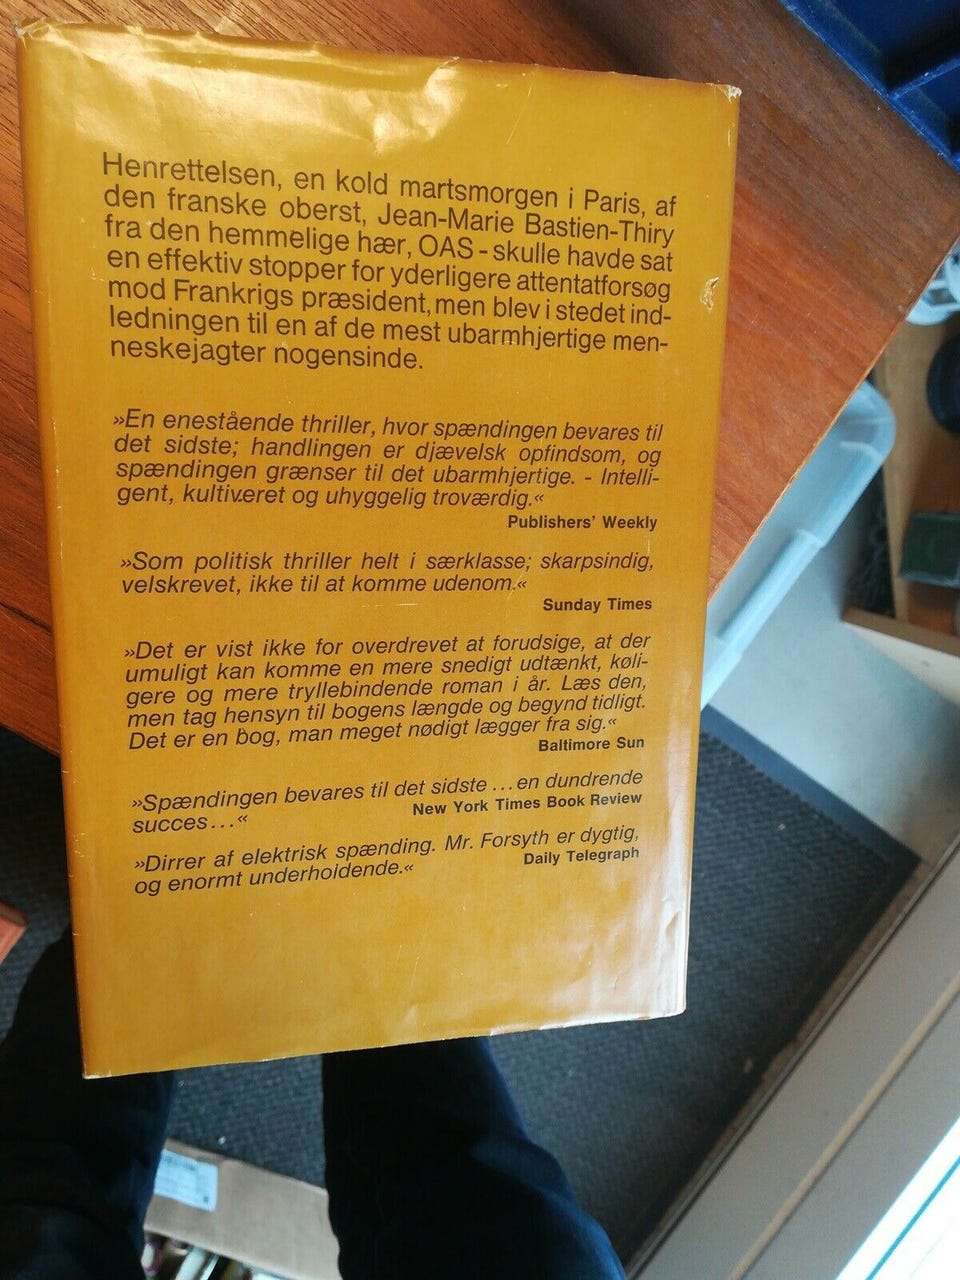 Henrettelsen, en kold martsmorgen i Paris, af
den franske oberst, Jean-Marie Bastien-Thiry
fra den hemmelige hær, OAS - skulle havde sat
en effektiv stopper for yderligere attentatforsøg
mod Frankrigs præsident, men blev i stedet ind-
ledningen til en af de mest ubarmhjertige men-
neskejagter nogensinde.
»En enestående thriller, hvor spændingen bevares til
det sidste; handlingen er djævelsk opfindsom, og
spændingen grænser til det ubarmhjertige. - Intelli-
gent, kultiveret og uhyggelig troværdig.«
Publishers' Weekly
»Som politisk thriller helt i særklasse; skarpsindig,
velskrevet, ikke til at komme udenom.«
Sunday Times
»Det er vist ikke for overdrevet at forudsige, at der
umuligt kan komme en mere snedigt udtænkt, køli-
gere og mere tryllebindende roman i år. Læs den,
men tag hensyn til bogens længde og begynd tidligt.
Det er en bog, man meget nødigt lægger fra sig.«
Baltimore Sun
»Spændingen bevares til det sidste ... en dundrende
succes ...« New York Times Book Review
»Dirrer af elektrisk spænding. Mr. Forsyth er dygtig,
og enormt underholdende.« Daily Telegraph